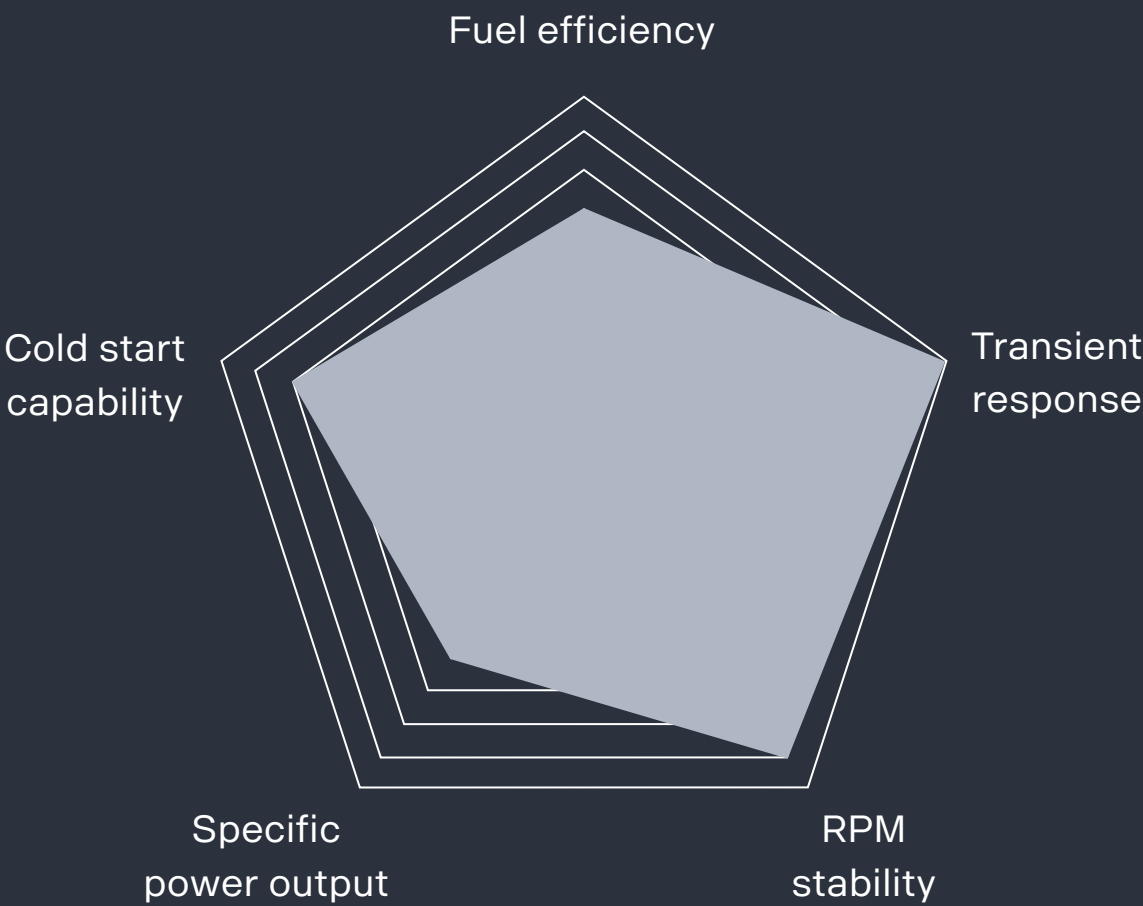 Fuel efficiency
Cold start
capability
Transient
response
Specific
power output
RPM
stability